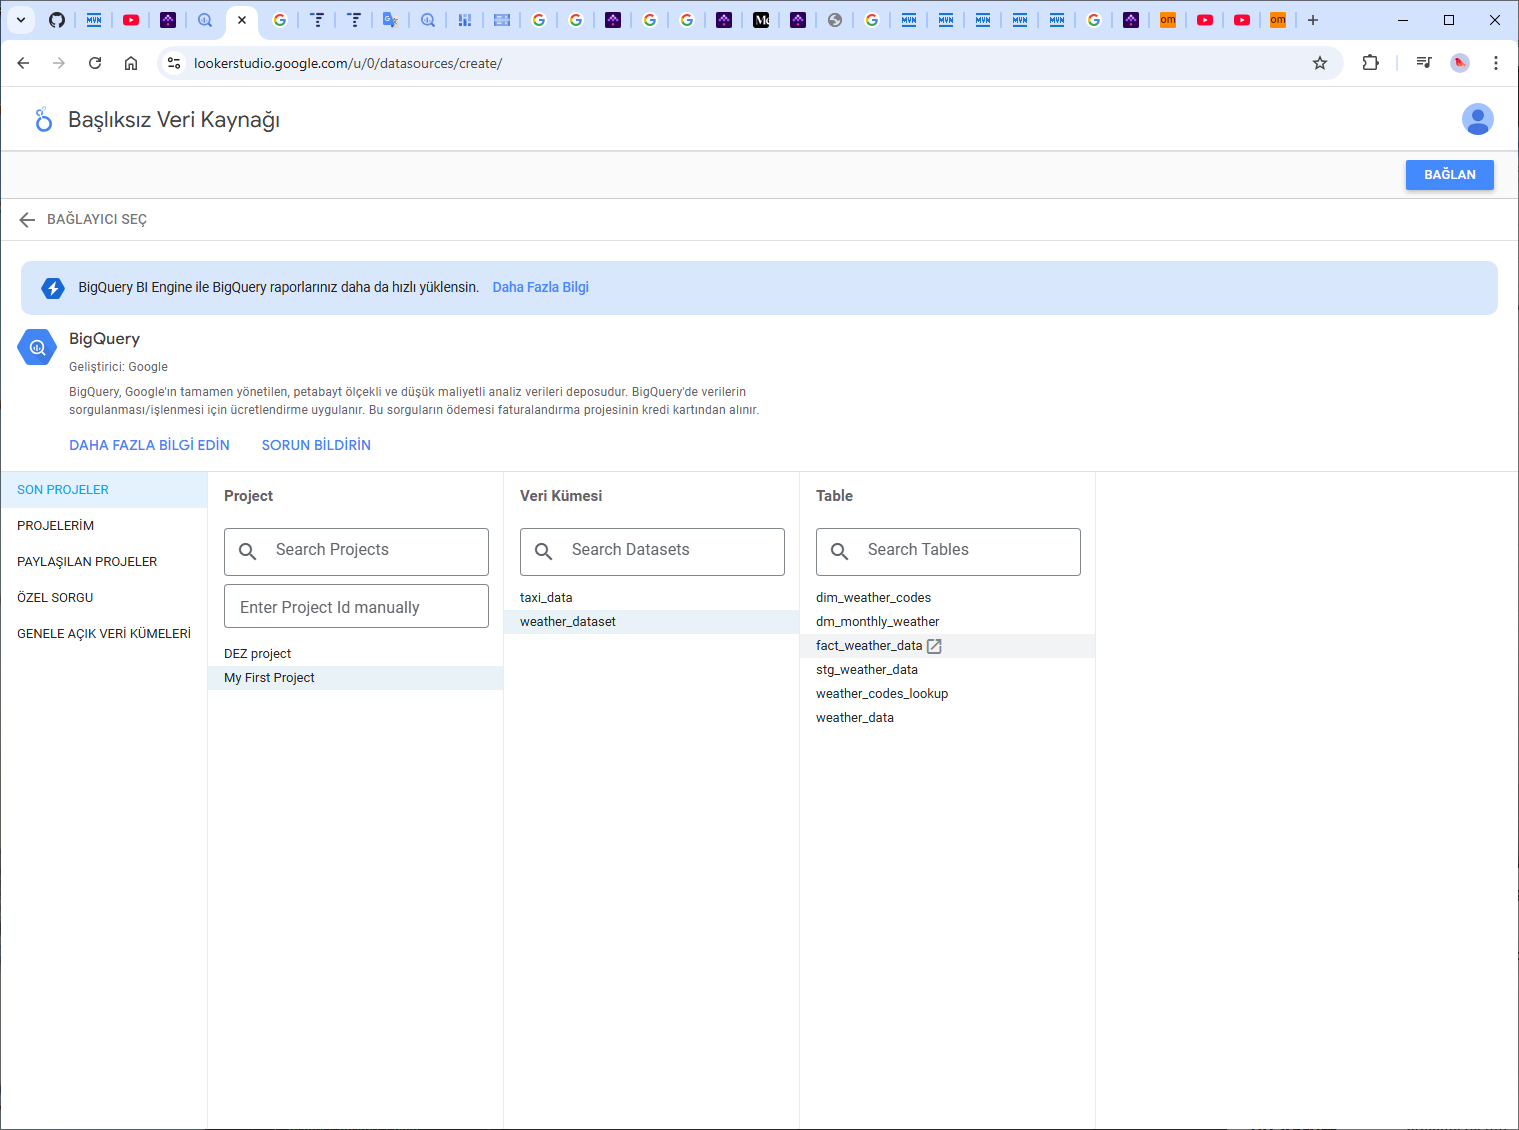 lookerstudio.google.com/u/0/datasources/create/
Başlıksız Veri Kaynağı
BAĞLAN
BAĞLAYICI SEÇ
BigQuery BI Engine ile BigQuery raporlarınız daha da hızlı yüklensin. Daha Fazla Bilgi
BigQuery
Geliştirici: Google
BigQuery, Google'ın tamamen yönetilen, petabayt ölçekli ve düşük maliyetli analiz verileri deposudur. BigQuery'de verilerin
sorgulanması/işlenmesi için ücretlendirme uygulanır. Bu sorguların ödemesi faturalandırma projesinin kredi kartından alınır.
DAHA FAZLA BİLGİ EDİN SORUN BİLDİRİN
SON PROJELER
PROJELERİM
PAYLAŞILAN PROJELER
ÖZEL SORGU
GENELE AÇIK VERİ KÜMELERİ
Project
Search Projects
Enter Project Id manually
DEZ project
My First Project
Veri Kümesi
Search Datasets
taxi_data
weather_dataset
Table
Search Tables
dim_weather_codes
dm_monthly_weather
fact_weather_data
stg_weather_data
weather_codes_lookup
weather_data